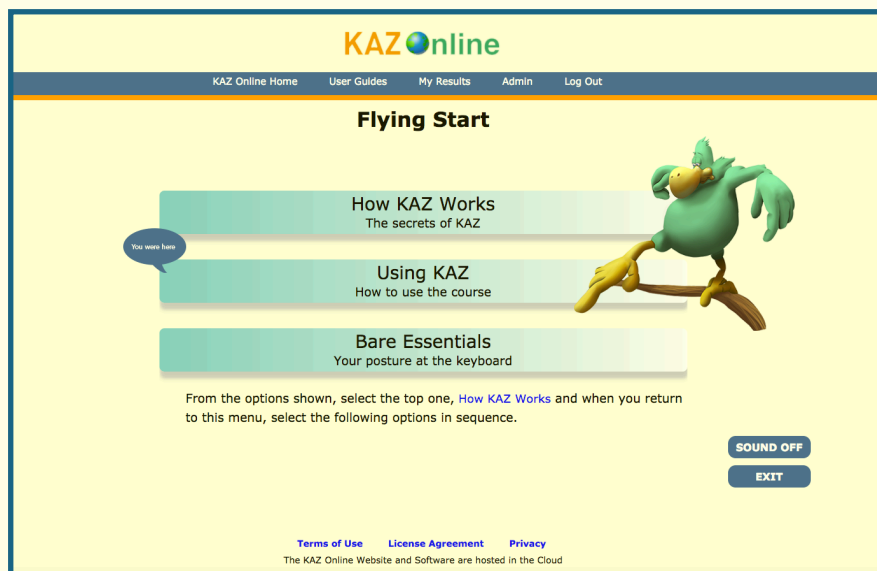 KAZ Online
KAZ Online Home User Guides My Results Admin Log Out
Flying Start
How KAZ Works
The secrets of KAZ
You were here
Using KAZ
How to use the course
Bare Essentials
Your posture at the keyboard
From the options shown, select the top one, How KAZ Works and when you return
to this menu, select the following options in sequence.
SOUND OFF
EXIT
Terms of Use License Agreement Privacy
The KAZ Online Website and Software are hosted in the Cloud